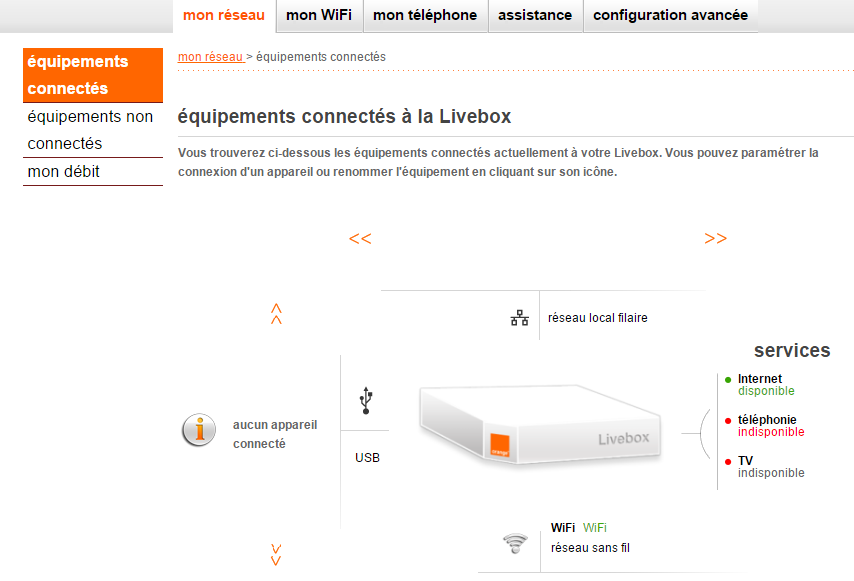 mon réseau
mon WiFi
mon téléphone
assistance
configuration avancée
équipements
connectés
équipements non
connectés
mon débit
mon réseau > équipements connectés
équipements connectés à la Livebox
Vous trouverez ci-dessous les équipements connectés actuellement à votre Livebox. Vous pouvez paramétrer la
connexion d'un appareil ou renommer l'équipement en cliquant sur son icône.
<< >>
réseau local filaire
services
Internet
disponible
téléphonie
indisponible
TV
indisponible
aucun appareil
connecté
USB
Livebox
orange
WiFi WiFi
réseau sans fil